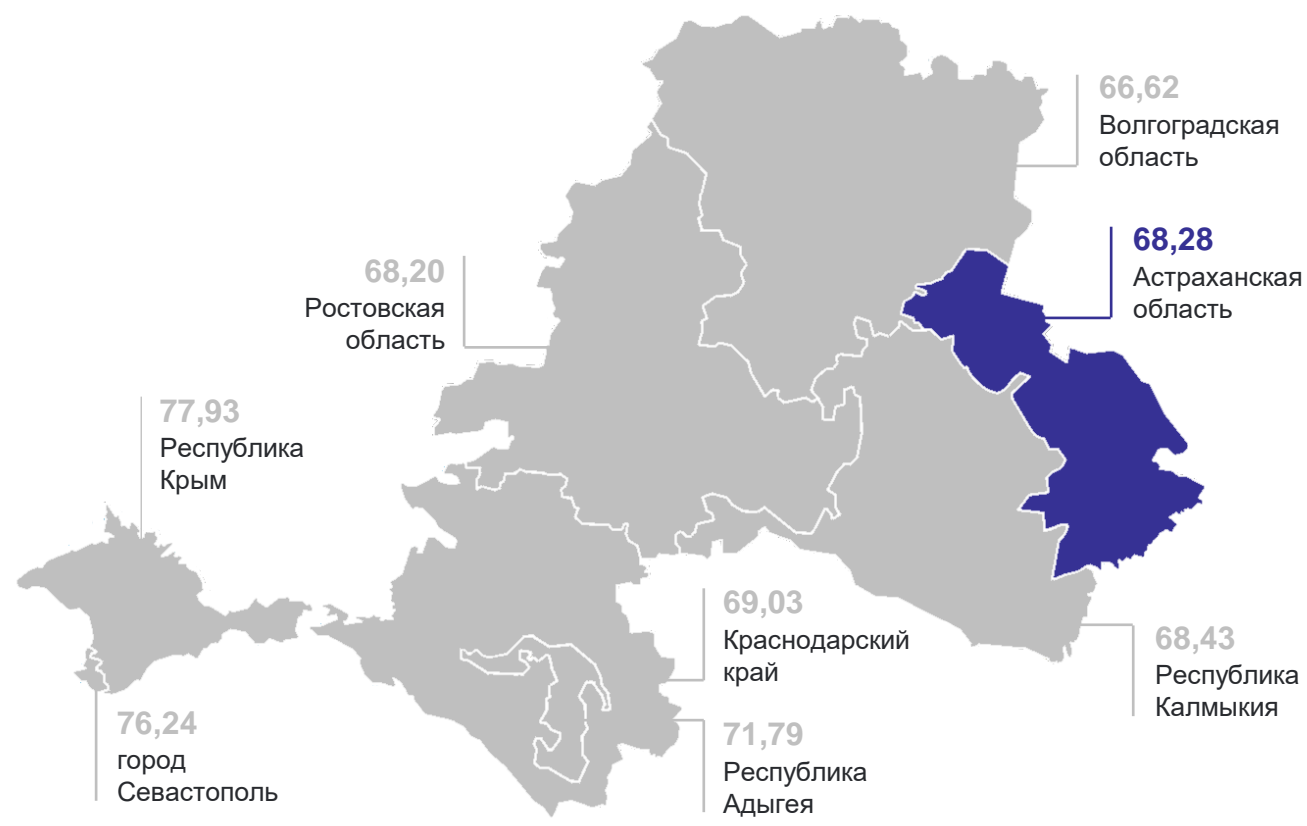 66,62
Волгоградская
область
68,28
Астраханская
область
68,20
Ростовская
область
77,93
Республика
Крым
69,03
Краснодарский
край
68,43
Республика
Калмыкия
76,24
город
Севастополь
71,79
Республика
Адыгея